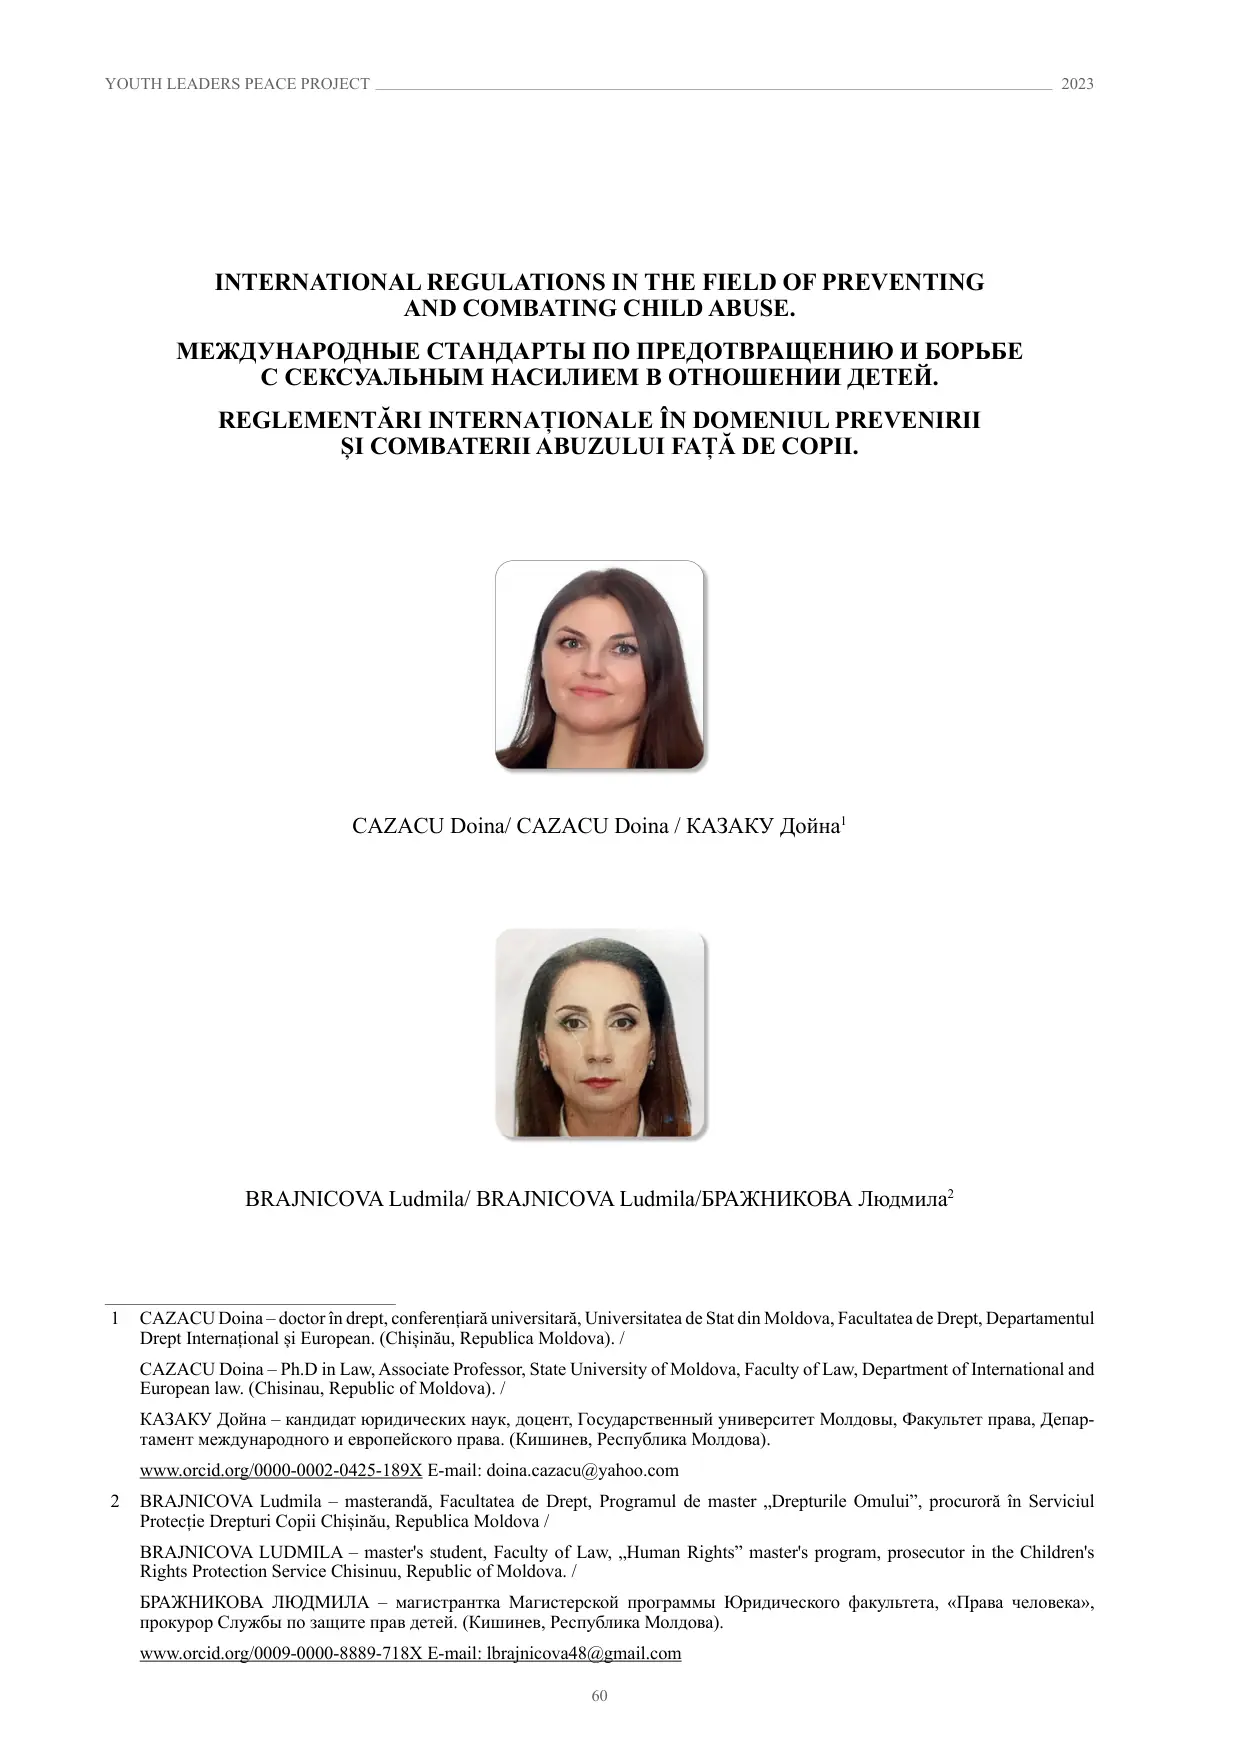 YOUTH LEADERS PEACE PROJECT 2023
INTERNATIONAL REGULATIONS IN THE FIELD OF PREVENTING
AND COMBATING CHILD ABUSE.
МЕЖДУНАРОДНЫЕ СТАНДАРТЫ ПО ПРЕДОТВРАЩЕНИЮ И БОРЬБЕ
С СЕКСУАЛЬНЫМ НАСИЛИЕМ В ОТНОШЕНИИ ДЕТЕЙ.
REGLEMENTĂRI INTERNAȚIONALE ÎN DOMENIUL PREVENIRII
ȘI COMBATERII ABUZULUI FAȚĂ DE COPII.
CAZACU Doina/ CAZACU Doina / КАЗАКУ Дойна1
BRAJNICOVA Ludmila/ BRAJNICOVA Ludmila/БРАЖНИКОВА Людмила2
1 CAZACU Doina – doctor în drept, conferențiară universitară, Universitatea de Stat din Moldova, Facultatea de Drept, Departamentul
Drept Internațional și European. (Chișinău, Republica Moldova). /
CAZACU Doina – Ph.D in Law, Associate Professor, State University of Moldova, Faculty of Law, Department of International and
European law. (Chisinau, Republic of Moldova). /
КАЗАКУ Дойна – кандидат юридических наук, доцент, Государственный университет Молдовы, Факультет права, Депар-
тамент международного и европейского права. (Кишинев, Республика Молдова).
www.orcid.org/0000-0002-0425-189X E-mail: doina.cazacu@yahoo.com
2 BRAJNICOVA Ludmila – masterandă, Facultatea de Drept, Programul de master „Drepturile Omului”, procuroră în Serviciul
Protecție Drepturi Copii Chișinău, Republica Moldova /
BRAJNICOVA LUDMILA – master's student, Faculty of Law, „Human Rights” master's program, prosecutor in the Children's
Rights Protection Service Chisinuu, Republic of Moldova. /
БРАЖНИКОВА ЛЮДМИЛА – магистрантка Магистерской программы Юридического факультета, «Права человека»,
прокурор Службы по защите прав детей. (Кишинев, Республика Молдова).
www.orcid.org/0009-0000-8889-718X E-mail: lbrajnicova48@gmail.com
60